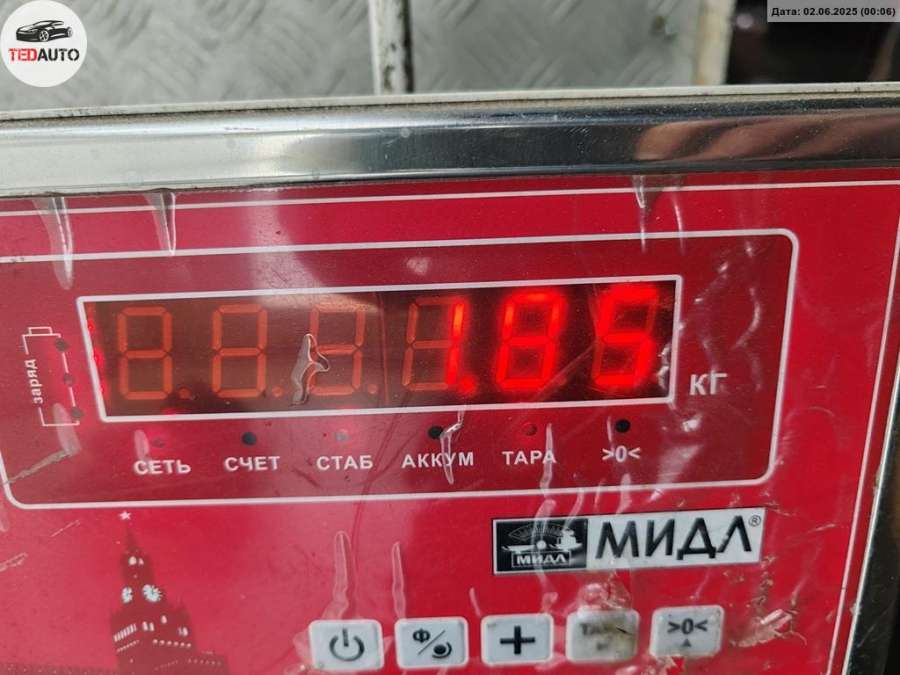 Дата: 02.06.2025 (00:06)
TEDAUTO
заряд
1.85
КГ
СЕТЬ СЧЕТ СТАБ АККУМ ТАРА >0<
МИДЛ МИДЛ®
Ф >0<